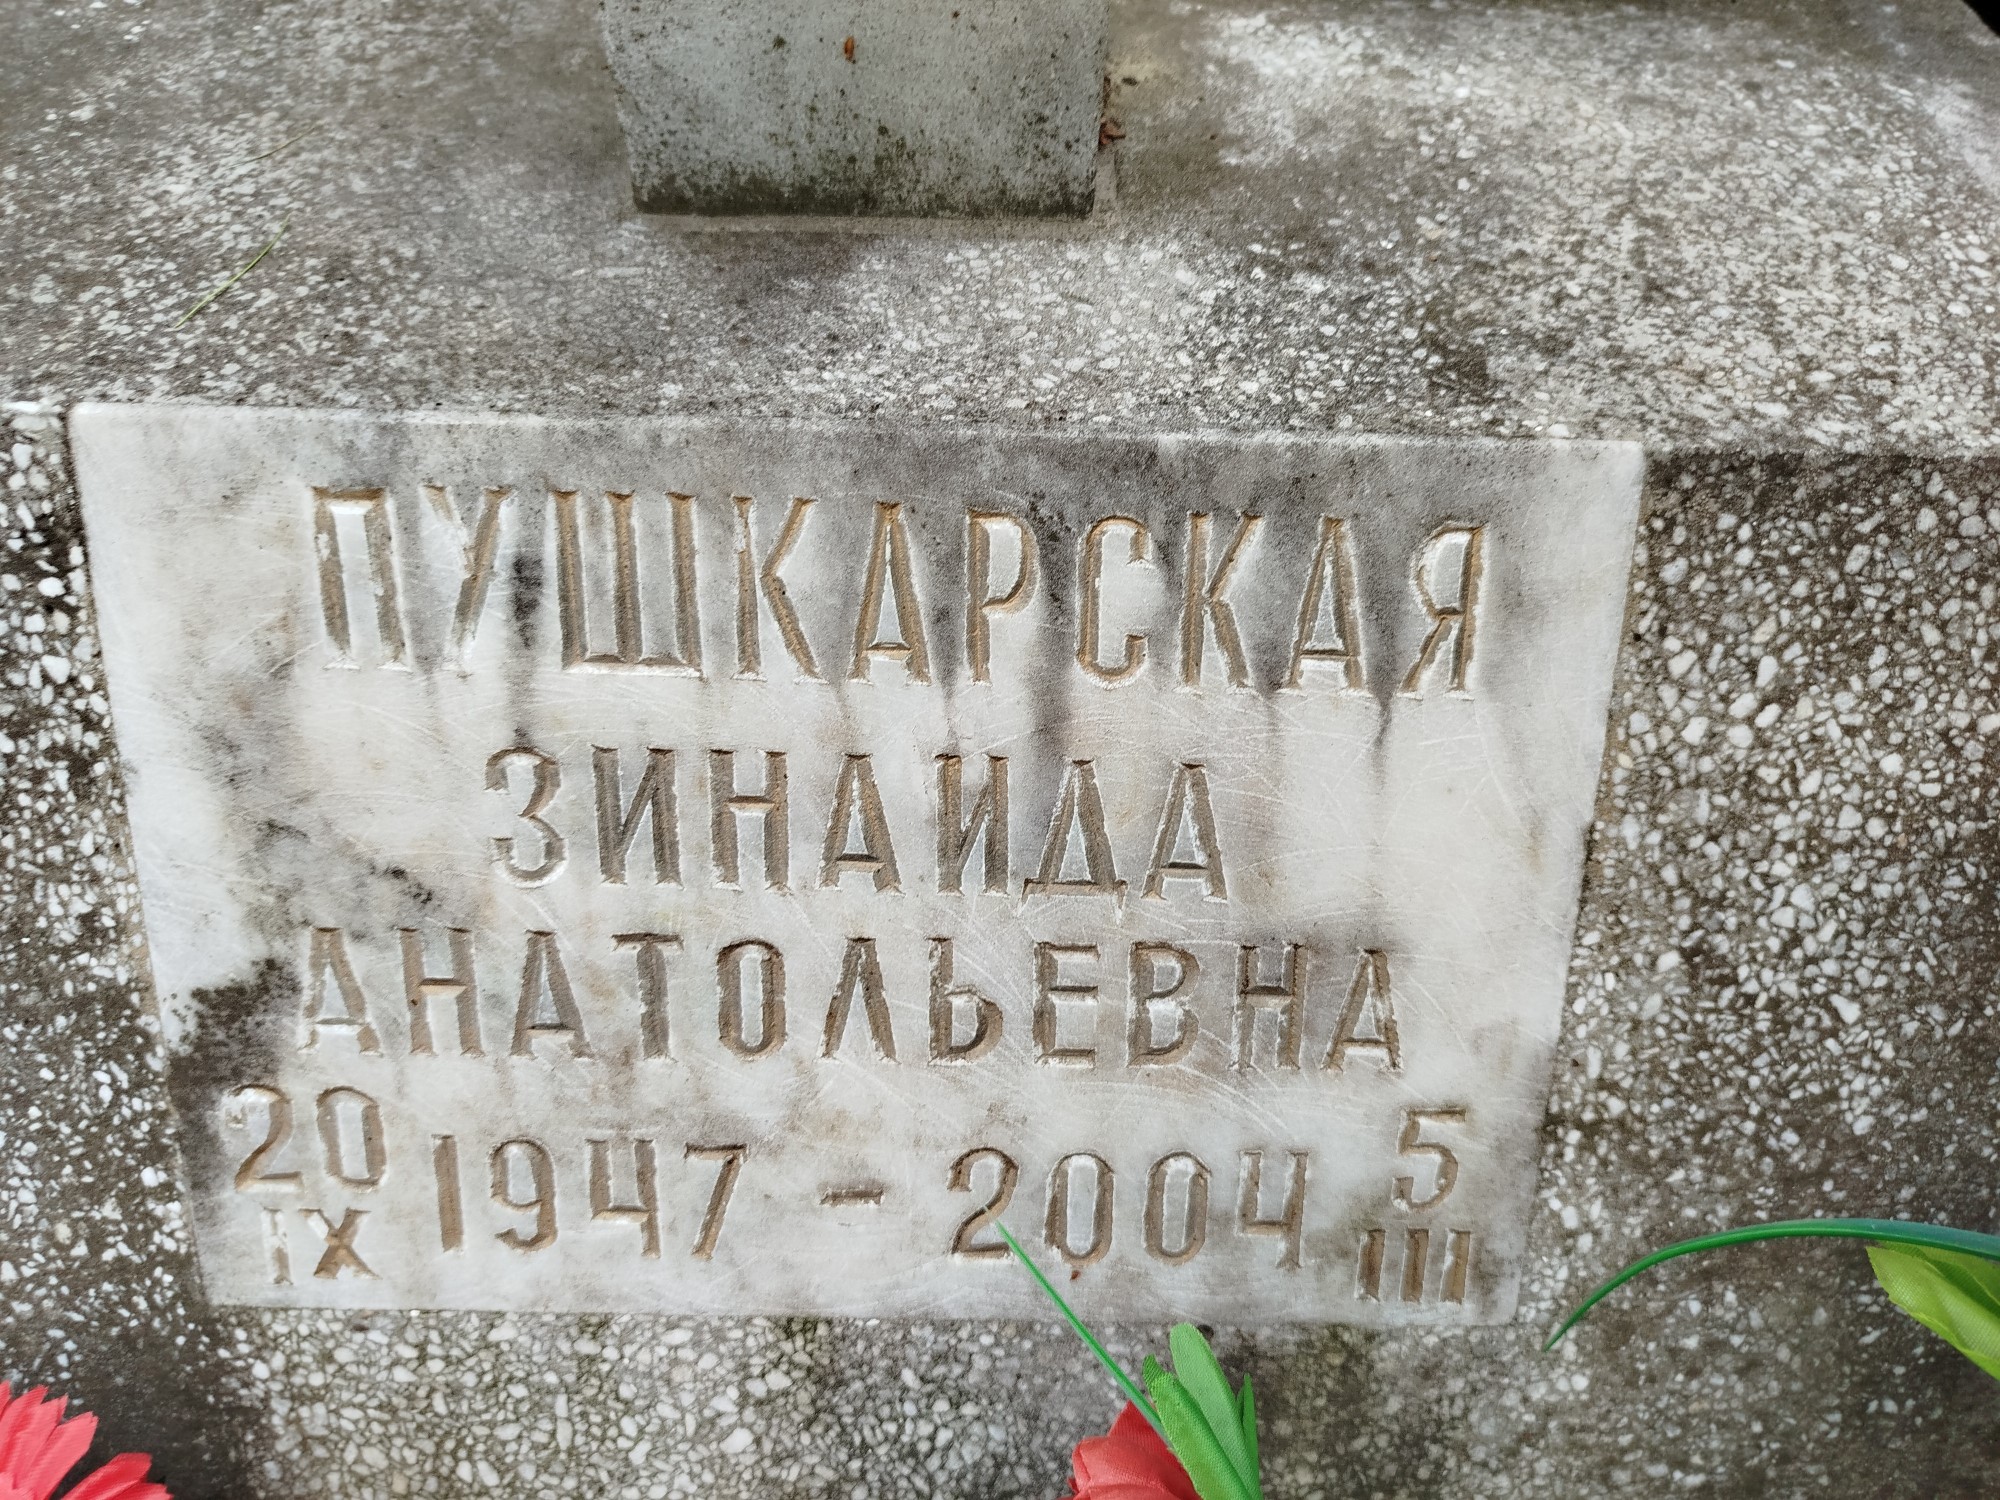 ПУШКАРСКАЯ
ЗИНАИДА
АНАТОЛЬЕВНА
20 IX 1947 - 2004 5 III